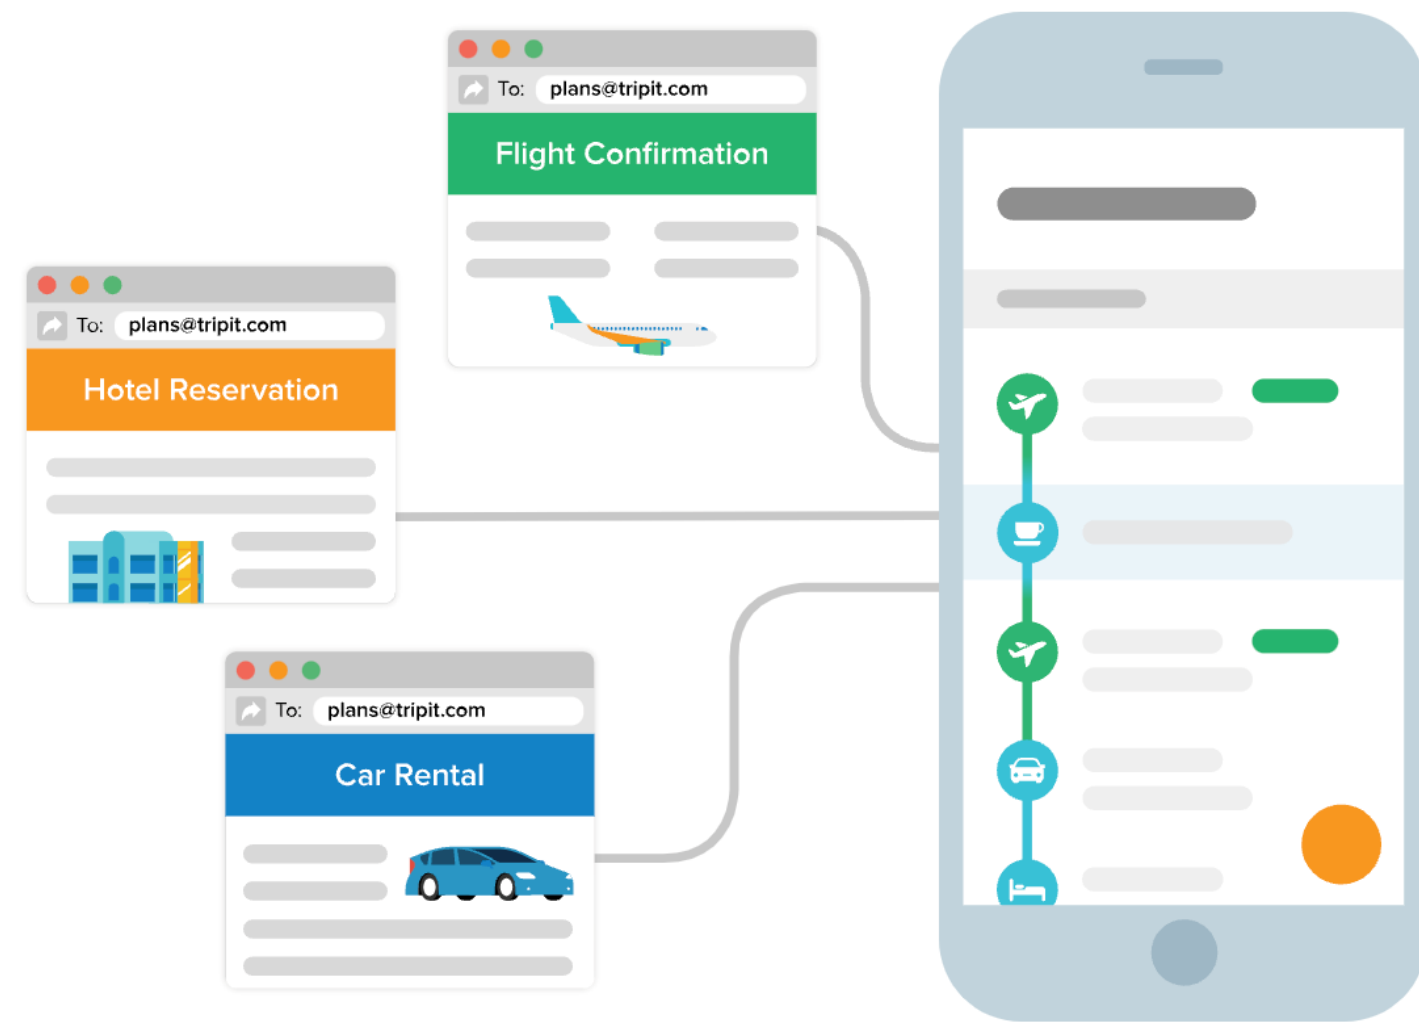 To: plans@tripit.com
Flight Confirmation
To: plans@tripit.com
Hotel Reservation
To: plans@tripit.com
Car Rental